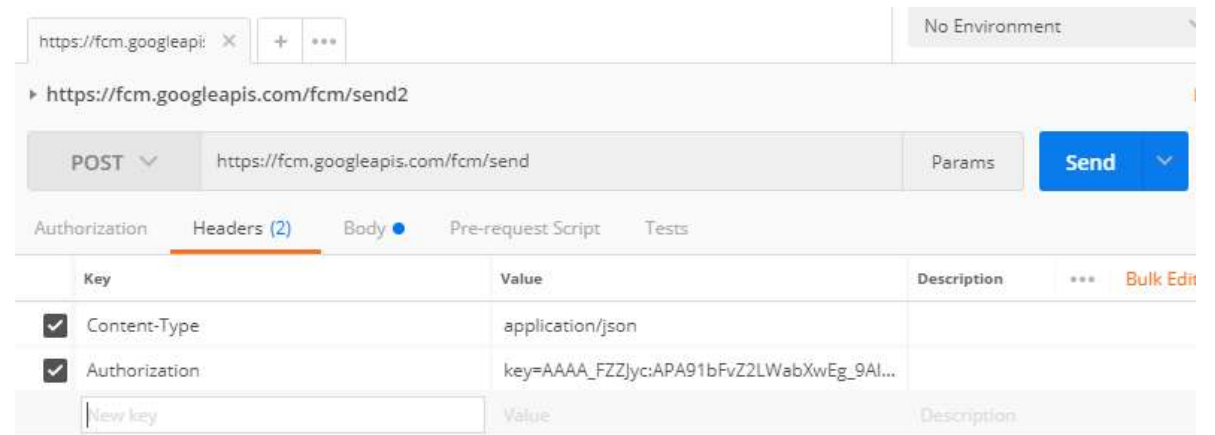 https://fcm.googleapi: × + •••
No Environment
https://fcm.googleapis.com/fcm/send2
POST https://fcm.googleapis.com/fcm/send Params Send
Authorization Headers (2) Body Pre-request Script Tests
Key Value Description ••• Bulk Edit
Content-Type application/json
Authorization key=AAAA_FZZJyc:APA91bFvZ2LWabXwEg_9Al...
New key Value Description